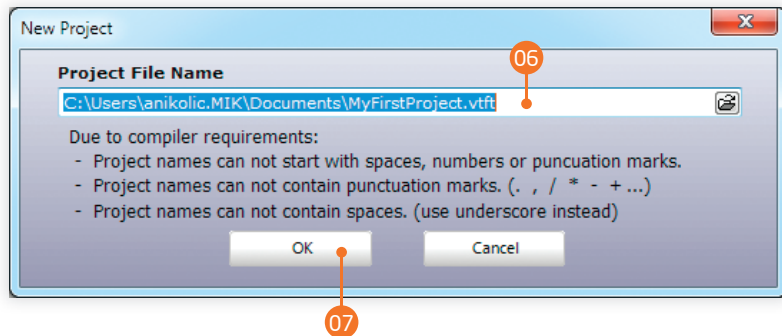 New Project
06
Project File Name
C:\Users\anikolic.MIK\Documents\MyFirstProject.vtft
Due to compiler requirements:
- Project names can not start with spaces, numbers or puncuation marks.
- Project names can not contain punctuation marks. (. , / * - + ...)
- Project names can not contain spaces. (use underscore instead)
OK Cancel
07